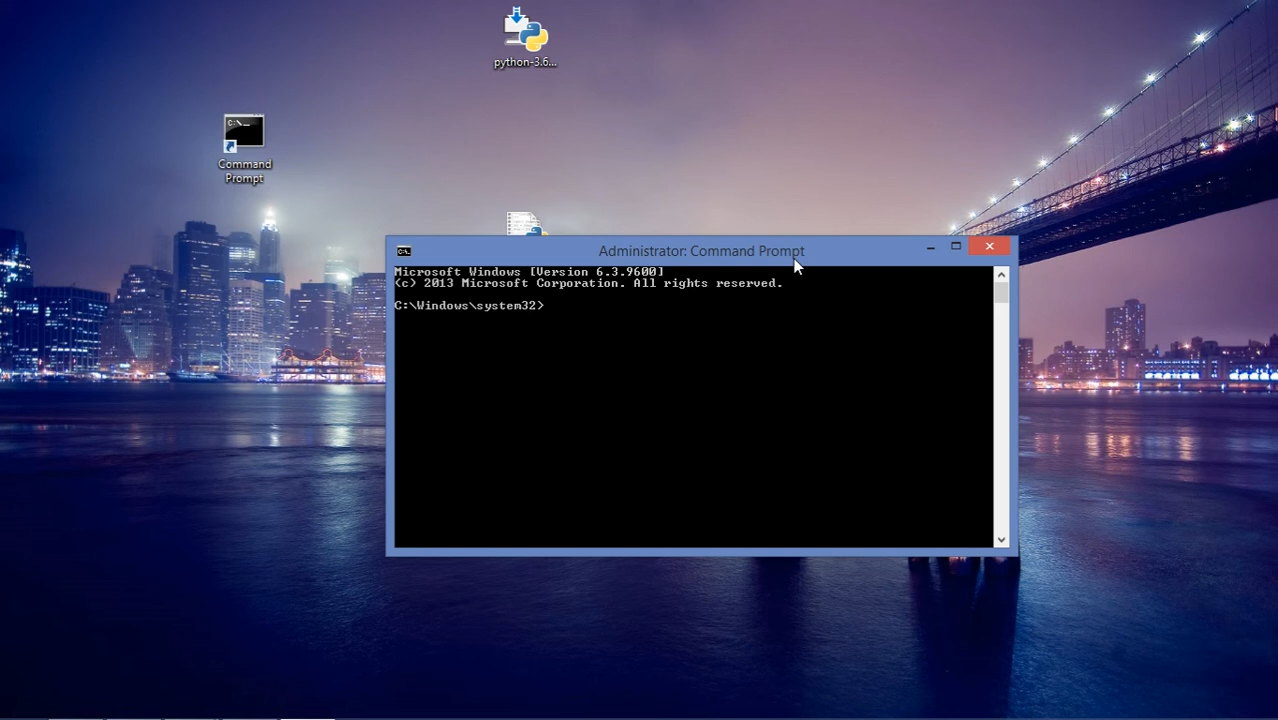 python-3.6...
C:\_
Command
Prompt
C:\.
Administrator: Command Prompt
Microsoft Windows [Version 6.3.9600]
(c) 2013 Microsoft Corporation. All rights reserved.
C:\Windows\system32>